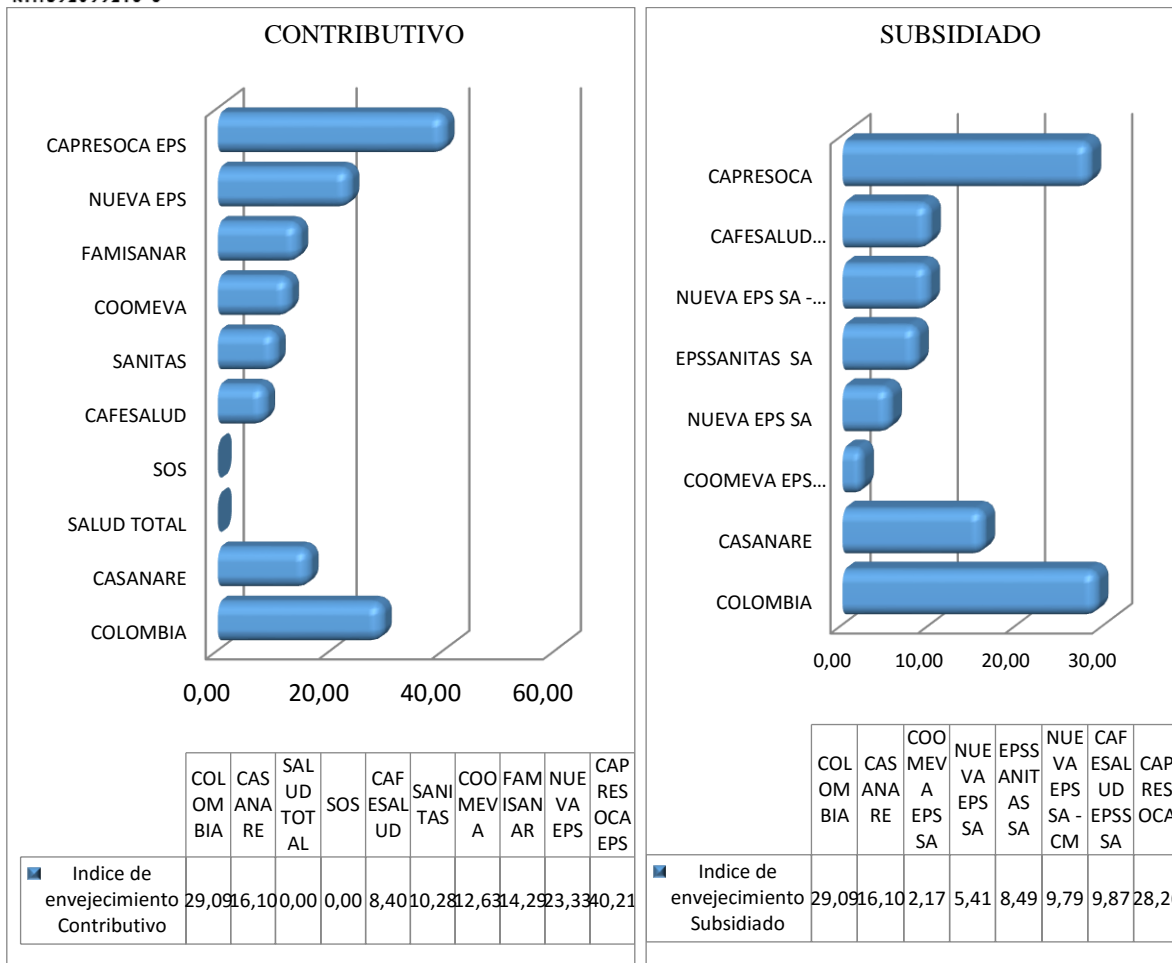 CONTRIBUTIVO
CAPRESOCA EPS
NUEVA EPS
FAMISANAR
COOMEVA
SANITAS
CAFESALUD
SOS
SALUD TOTAL
CASANARE
COLOMBIA
0,00 20,00 40,00 60,00
COL
OM
BIA
CAS
ANA
RE
SAL
UD
TOT
AL
SOS
CAF
ESAL
UD
SANI
TAS
COO
MEV
A
FAM
ISAN
AR
NUE
VA
EPS
CAP
RES
OCA
EPS
Indice de
envejecimiento
Contributivo
29,09 16,10 0,00 0,00 8,40 10,28 12,63 14,29 23,33 40,21
SUBSIDIADO
CAPRESOCA
CAFESALUD...
NUEVA EPS SA -...
EPSSANITAS SA
NUEVA EPS SA
COOMEVA EPS...
CASANARE
COLOMBIA
0,00 10,00 20,00 30,00
COL
OM
BIA
CAS
ANA
RE
COO
MEV
A
EPS
SA
NUE
VA
EPS
SA
EPSS
ANIT
AS
SA
NUE
VA
EPS
SA -
CM
CAF
ESAL
UD
EPSS
SA
CAP
RES
OCA
Indice de
envejecimiento
Subsidiado
29,09 16,10 2,17 5,41 8,49 9,79 9,87